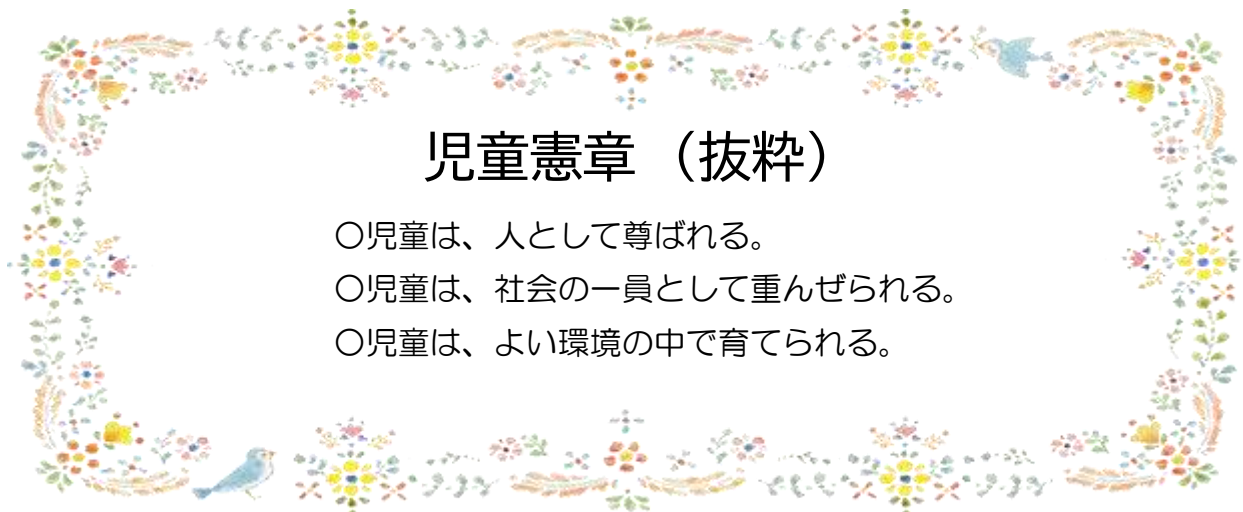 児童憲章（抜粋）
〇児童は、人として尊ばれる。
〇児童は、社会の一員として重んぜられる。
〇児童は、よい環境の中で育てられる。